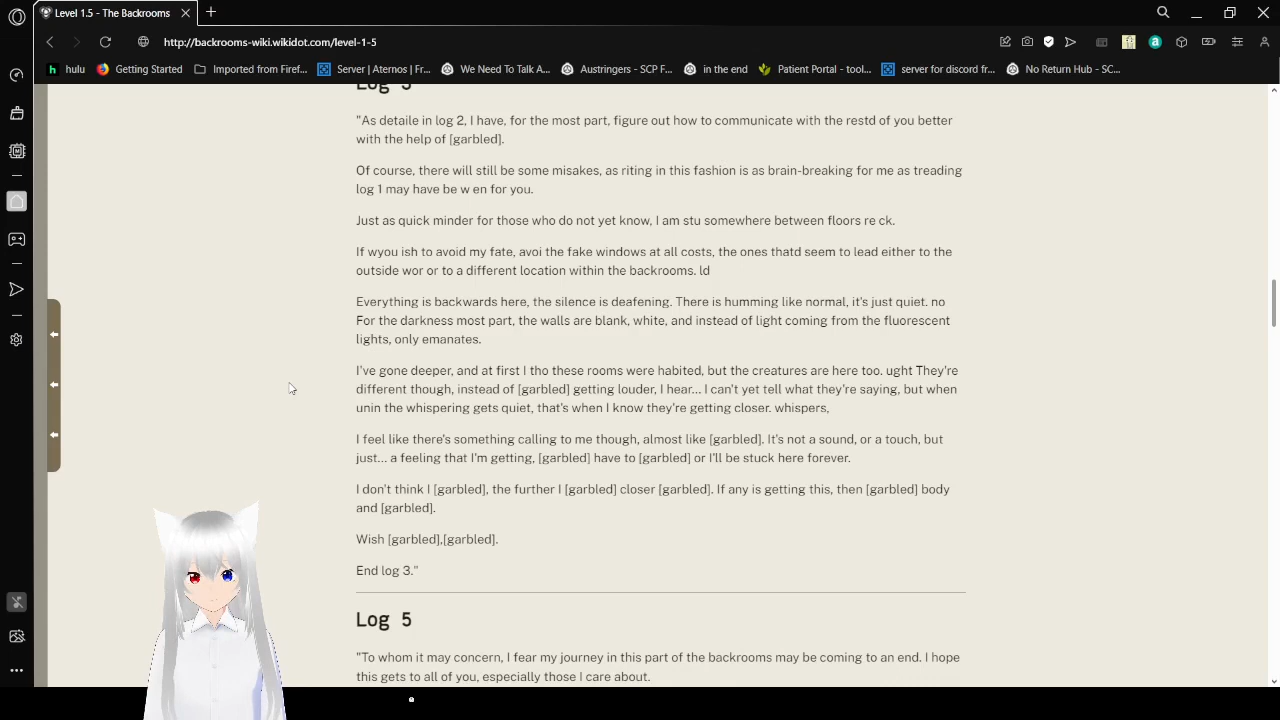 Level 1.5 - The Backrooms
http://backrooms-wiki.wikidot.com/level-1-5
hulu
Getting Started
Imported from Firef...
Server | Aternos | Fr...
We Need To Talk A...
Austringers - SCP F...
in the end
Patient Portal - tool...
server for discord fr...
No Return Hub - SC...
"As detaile in log 2, I have, for the most part, figure out how to communicate with the restd of you better
with the help of [garbled].
Of course, there will still be some misakes, as riting in this fashion is as brain-breaking for me as treading
log 1 may have be w en for you.
Just as quick minder for those who do not yet know, I am stu somewhere between floors re ck.
If wyou ish to avoid my fate, avoi the fake windows at all costs, the ones thatd seem to lead either to the
outside wor or to a different location within the backrooms. ld
Everything is backwards here, the silence is deafening. There is humming like normal, it's just quiet. no
For the darkness most part, the walls are blank, white, and instead of light coming from the fluorescent
lights, only emanates.
I've gone deeper, and at first I tho these rooms were habited, but the creatures are here too. ught They're
different though, instead of [garbled] getting louder, I hear... I can't yet tell what they're saying, but when
unin the whispering gets quiet, that's when I know they're getting closer. whispers,
I feel like there's something calling to me though, almost like [garbled]. It's not a sound, or a touch, but
just... a feeling that I'm getting, [garbled] have to [garbled] or I'll be stuck here forever.
I don't think I [garbled], the further I [garbled] closer [garbled]. If any is getting this, then [garbled] body
and [garbled].
Wish [garbled],[garbled].
End log 3."
Log 5
"To whom it may concern, I fear my journey in this part of the backrooms may be coming to an end. I hope
this gets to all of you, especially those I care about.